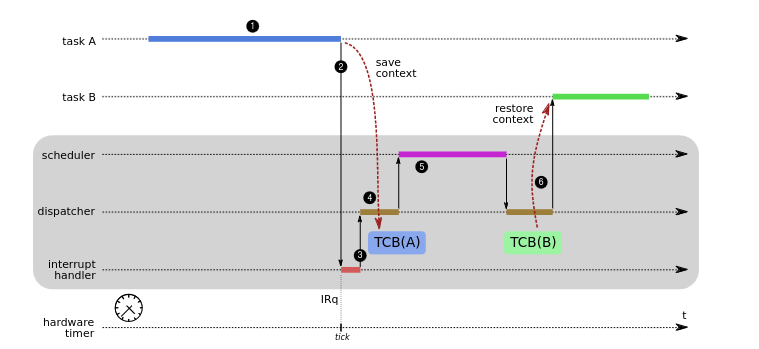 1
task A
2
save
context
task B
restore
context
scheduler
5
6
4
dispatcher
TCB(A)
TCB(B)
3
interrupt
handler
IRq
t
hardware
timer
tick